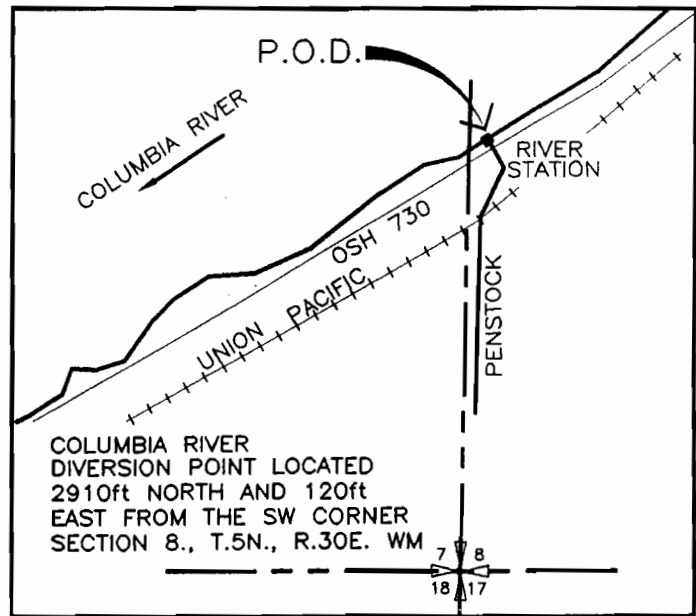 P.O.D.
COLUMBIA RIVER
RIVER
STATION
OSH 730
UNION PACIFIC
PENSTOCK
COLUMBIA RIVER
DIVERSION POINT LOCATED
2910ft NORTH AND 120ft
EAST FROM THE SW CORNER
SECTION 8., T.5N., R.30E. WM
7 8
18 17